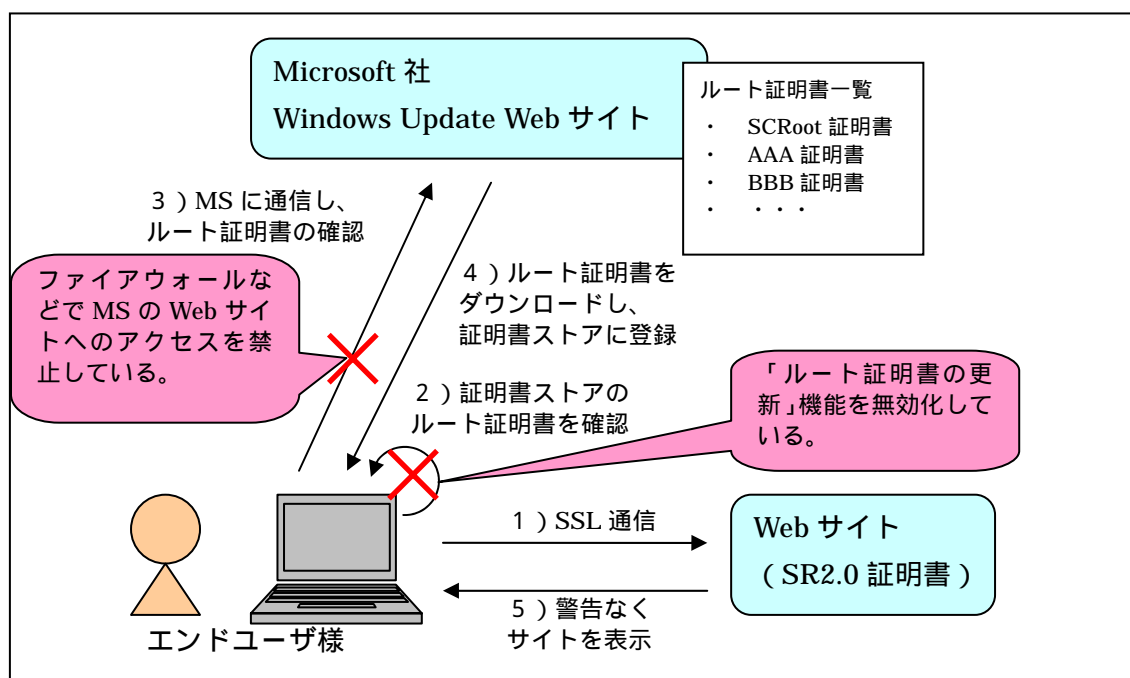 Microsoft 社
Windows Update Web サイト
ルート証明書一覧
・ SCRoot 証明書
・ AAA 証明書
・ BBB 証明書
・ ・・・
3）MS に通信し、
ルート証明書の確認
ファイアウォールな
どで MS の Web サイ
トへのアクセスを禁
止している。
4）ルート証明書を
ダウンロードし、
証明書ストアに登録
2）証明書ストアの
ルート証明書を確認
「ルート証明書の更
新」機能を無効化して
いる。
1）SSL 通信
Web サイト
（SR2.0 証明書）
5）警告なく
サイトを表示
エンドユーザ様